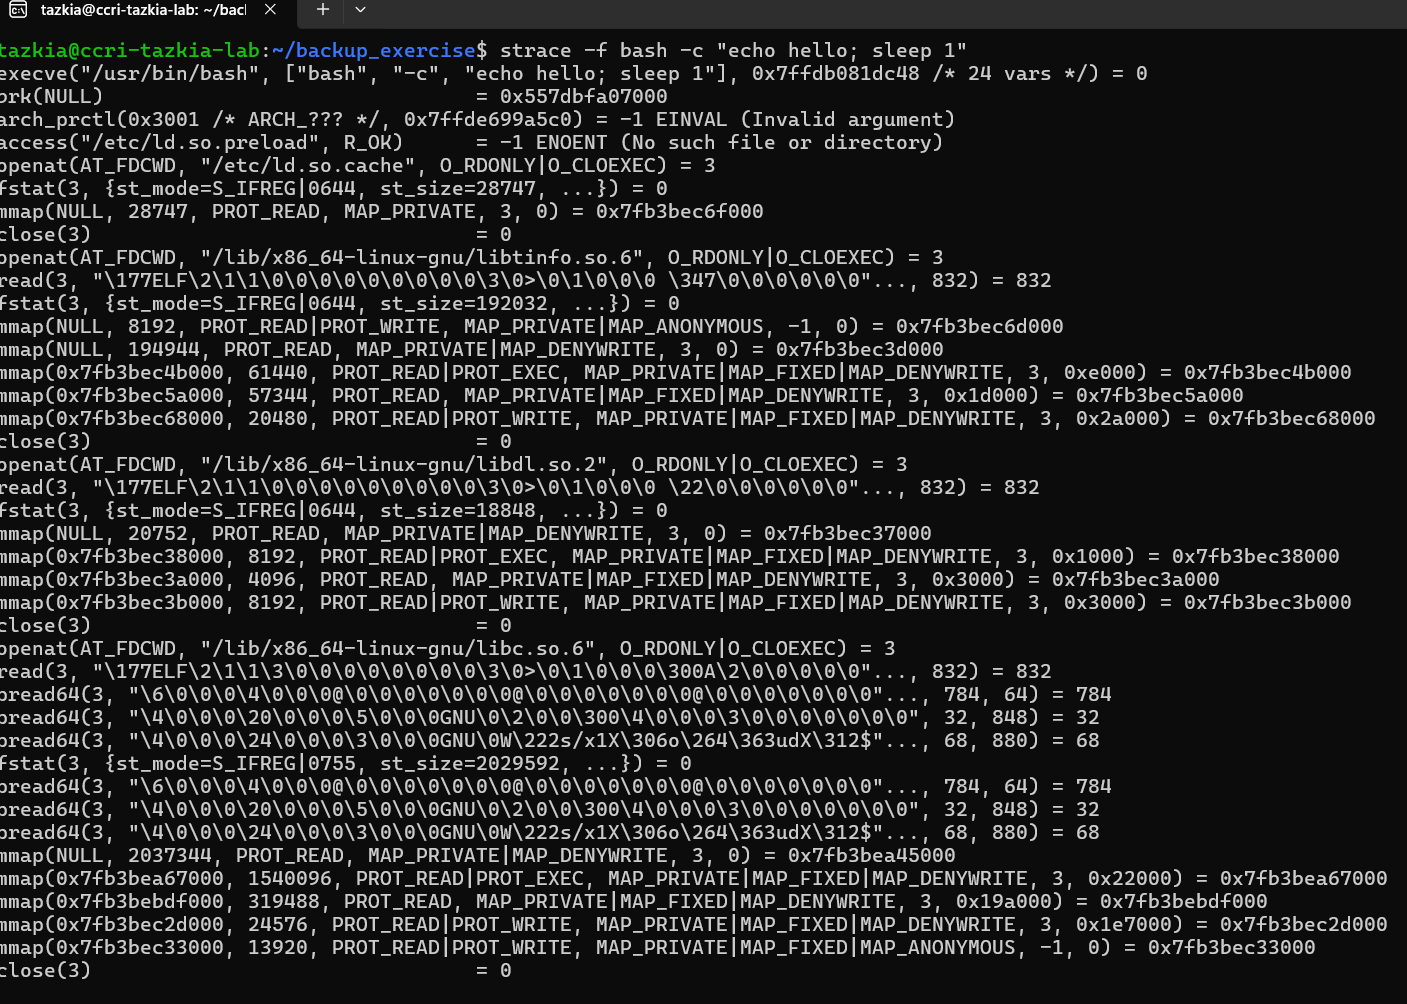 tazkia@ccri-tazkia-lab: ~/bac
tazkia@ccri-tazkia-lab:~/backup_exercise$ strace -f bash -c "echo hello; sleep 1"
execve("/usr/bin/bash", ["bash", "-c", "echo hello; sleep 1"], 0x7ffdb081dc48 /* 24 vars */) = 0
brk(NULL)                               = 0x557dbfa07000
arch_prctl(0x3001 /* ARCH_??? */, 0x7ffde699a5c0) = -1 EINVAL (Invalid argument)
access("/etc/ld.so.preload", R_OK)      = -1 ENOENT (No such file or directory)
openat(AT_FDCWD, "/etc/ld.so.cache", O_RDONLY|O_CLOEXEC) = 3
fstat(3, {st_mode=S_IFREG|0644, st_size=28747, ...}) = 0
mmap(NULL, 28747, PROT_READ, MAP_PRIVATE, 3, 0) = 0x7fb3bec6f000
close(3)                                = 0
openat(AT_FDCWD, "/lib/x86_64-linux-gnu/libtinfo.so.6", O_RDONLY|O_CLOEXEC) = 3
read(3, "\177ELF\2\1\1\0\0\0\0\0\0\0\0\0\3\0>\0\1\0\0\0 \347\0\0\0\0\0\0"..., 832) = 832
fstat(3, {st_mode=S_IFREG|0644, st_size=192032, ...}) = 0
mmap(NULL, 8192, PROT_READ|PROT_WRITE, MAP_PRIVATE|MAP_ANONYMOUS, -1, 0) = 0x7fb3bec6d000
mmap(NULL, 194944, PROT_READ, MAP_PRIVATE|MAP_DENYWRITE, 3, 0) = 0x7fb3bec3d000
mmap(0x7fb3bec4b000, 61440, PROT_READ|PROT_EXEC, MAP_PRIVATE|MAP_FIXED|MAP_DENYWRITE, 3, 0xe000) = 0x7fb3bec4b000
mmap(0x7fb3bec5a000, 57344, PROT_READ, MAP_PRIVATE|MAP_FIXED|MAP_DENYWRITE, 3, 0x1d000) = 0x7fb3bec5a000
mmap(0x7fb3bec68000, 20480, PROT_READ|PROT_WRITE, MAP_PRIVATE|MAP_FIXED|MAP_DENYWRITE, 3, 0x2a000) = 0x7fb3bec68000
close(3)                                = 0
openat(AT_FDCWD, "/lib/x86_64-linux-gnu/libdl.so.2", O_RDONLY|O_CLOEXEC) = 3
read(3, "\177ELF\2\1\1\0\0\0\0\0\0\0\0\0\3\0>\0\1\0\0\0 \22\0\0\0\0\0\0"..., 832) = 832
fstat(3, {st_mode=S_IFREG|0644, st_size=18848, ...}) = 0
mmap(NULL, 20752, PROT_READ, MAP_PRIVATE|MAP_DENYWRITE, 3, 0) = 0x7fb3bec37000
mmap(0x7fb3bec38000, 8192, PROT_READ|PROT_EXEC, MAP_PRIVATE|MAP_FIXED|MAP_DENYWRITE, 3, 0x1000) = 0x7fb3bec38000
mmap(0x7fb3bec3a000, 4096, PROT_READ, MAP_PRIVATE|MAP_FIXED|MAP_DENYWRITE, 3, 0x3000) = 0x7fb3bec3a000
mmap(0x7fb3bec3b000, 8192, PROT_READ|PROT_WRITE, MAP_PRIVATE|MAP_FIXED|MAP_DENYWRITE, 3, 0x3000) = 0x7fb3bec3b000
close(3)                                = 0
openat(AT_FDCWD, "/lib/x86_64-linux-gnu/libc.so.6", O_RDONLY|O_CLOEXEC) = 3
read(3, "\177ELF\2\1\1\3\0\0\0\0\0\0\0\0\3\0>\0\1\0\0\0\300A\2\0\0\0\0\0"..., 832) = 832
pread64(3, "\6\0\0\0\4\0\0\0@\0\0\0\0\0\0\0@\0\0\0\0\0\0\0@\0\0\0\0\0\0\0"..., 784, 64) = 784
pread64(3, "\4\0\0\0\20\0\0\0\5\0\0\0GNU\0\2\0\0\300\4\0\0\0\3\0\0\0\0\0\0\0", 32, 848) = 32
pread64(3, "\4\0\0\0\24\0\0\0\3\0\0\0GNU\0W\222s/x1X\306o\264\363udX\312$"..., 68, 880) = 68
fstat(3, {st_mode=S_IFREG|0755, st_size=2029592, ...}) = 0
pread64(3, "\6\0\0\0\4\0\0\0@\0\0\0\0\0\0\0@\0\0\0\0\0\0\0@\0\0\0\0\0\0\0"..., 784, 64) = 784
pread64(3, "\4\0\0\0\20\0\0\0\5\0\0\0GNU\0\2\0\0\300\4\0\0\0\3\0\0\0\0\0\0\0", 32, 848) = 32
pread64(3, "\4\0\0\0\24\0\0\0\3\0\0\0GNU\0W\222s/x1X\306o\264\363udX\312$"..., 68, 880) = 68
mmap(NULL, 2037344, PROT_READ, MAP_PRIVATE|MAP_DENYWRITE, 3, 0) = 0x7fb3bea45000
mmap(0x7fb3bea67000, 1540096, PROT_READ|PROT_EXEC, MAP_PRIVATE|MAP_FIXED|MAP_DENYWRITE, 3, 0x22000) = 0x7fb3bea67000
mmap(0x7fb3bebdf000, 319488, PROT_READ, MAP_PRIVATE|MAP_FIXED|MAP_DENYWRITE, 3, 0x19a000) = 0x7fb3bebdf000
mmap(0x7fb3bec2d000, 24576, PROT_READ|PROT_WRITE, MAP_PRIVATE|MAP_FIXED|MAP_DENYWRITE, 3, 0x1e7000) = 0x7fb3bec2d000
mmap(0x7fb3bec33000, 13920, PROT_READ|PROT_WRITE, MAP_PRIVATE|MAP_FIXED|MAP_ANONYMOUS, -1, 0) = 0x7fb3bec33000
close(3)                                = 0